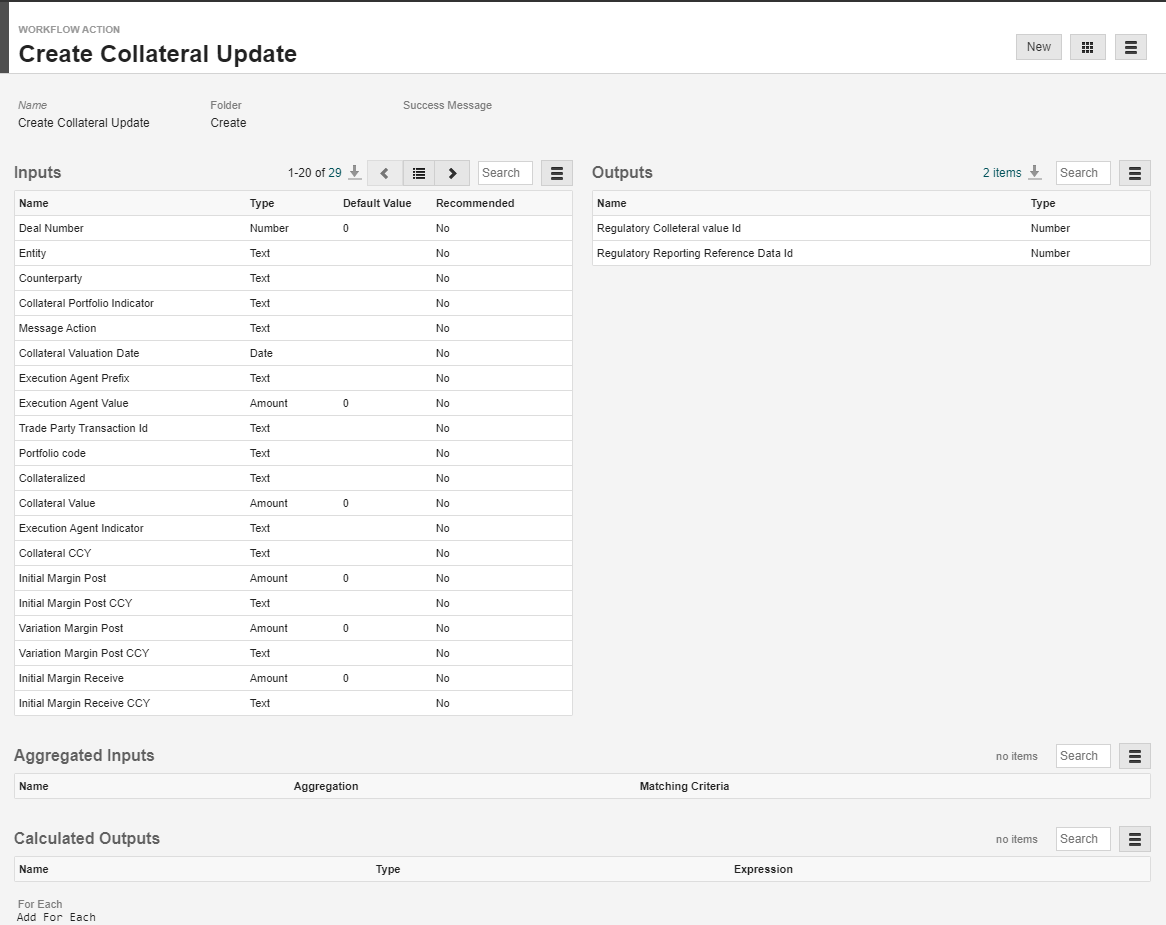 WORKFLOW ACTION
Create Collateral Update
New
Name Folder Success Message
Create Collateral Update Create
Inputs 1-20 of 29 Search
Name Type Default Value Recommended
Deal Number Number 0 No
Entity Text No
Counterparty Text No
Collateral Portfolio Indicator Text No
Message Action Text No
Collateral Valuation Date Date No
Execution Agent Prefix Text No
Execution Agent Value Amount 0 No
Trade Party Transaction Id Text No
Portfolio code Text No
Collateralized Text No
Collateral Value Amount 0 No
Execution Agent Indicator Text No
Collateral CCY Text No
Initial Margin Post Amount 0 No
Initial Margin Post CCY Text No
Variation Margin Post Amount 0 No
Variation Margin Post CCY Text No
Initial Margin Receive Amount 0 No
Initial Margin Receive CCY Text No
Outputs 2 items Search
Name Type
Regulatory Colleteral value Id Number
Regulatory Reporting Reference Data Id Number
Aggregated Inputs no items Search
Name Aggregation Matching Criteria
Calculated Outputs no items Search
Name Type Expression
For Each
Add For Each